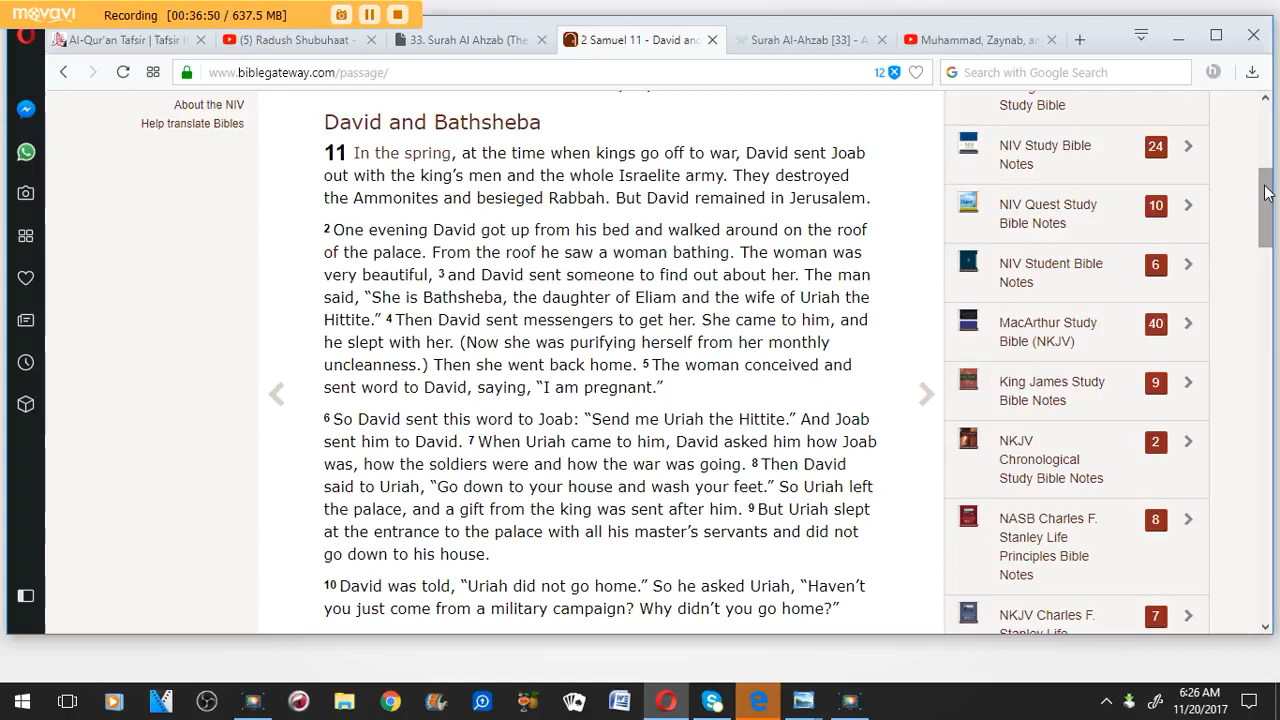 movavi
Recording (00:36:50 / 637.5 MB)
Al-Qur'an Tafsir | Tafsir I
(5) Radush Shubuhaat -
33. Surah Al Ahzab (The
2 Samuel 11 - David and
Surah Al-Ahzab [33] - A
Muhammad, Zaynab, an
www.biblegateway.com/passage/
12
Search with Google Search
About the NIV
Help translate Bibles
David and Bathsheba
11 In the spring, at the time when kings go off to war, David sent Joab
out with the king's men and the whole Israelite army. They destroyed
the Ammonites and besieged Rabbah. But David remained in Jerusalem.
2 One evening David got up from his bed and walked around on the roof
of the palace. From the roof he saw a woman bathing. The woman was
very beautiful, 3 and David sent someone to find out about her. The man
said, “She is Bathsheba, the daughter of Eliam and the wife of Uriah the
Hittite.” 4 Then David sent messengers to get her. She came to him, and
he slept with her. (Now she was purifying herself from her monthly
uncleanness.) Then she went back home. 5 The woman conceived and
sent word to David, saying, “I am pregnant.”
6 So David sent this word to Joab: “Send me Uriah the Hittite.” And Joab
sent him to David. 7 When Uriah came to him, David asked him how Joab
was, how the soldiers were and how the war was going. 8 Then David
said to Uriah, “Go down to your house and wash your feet.” So Uriah left
the palace, and a gift from the king was sent after him. 9 But Uriah slept
at the entrance to the palace with all his master's servants and did not
go down to his house.
10 David was told, “Uriah did not go home.” So he asked Uriah, “Haven't
you just come from a military campaign? Why didn't you go home?”
Study Bible
NIV Study Bible
Notes
24
NIV Quest Study
Bible Notes
10
NIV Student Bible
Notes
6
MacArthur Study
Bible (NKJV)
40
King James Study
Bible Notes
9
NKJV
Chronological
Study Bible Notes
2
NASB Charles F.
Stanley Life
Principles Bible
Notes
8
NKJV Charles F.
Stanley Life
7
6:26 AM
11/20/2017